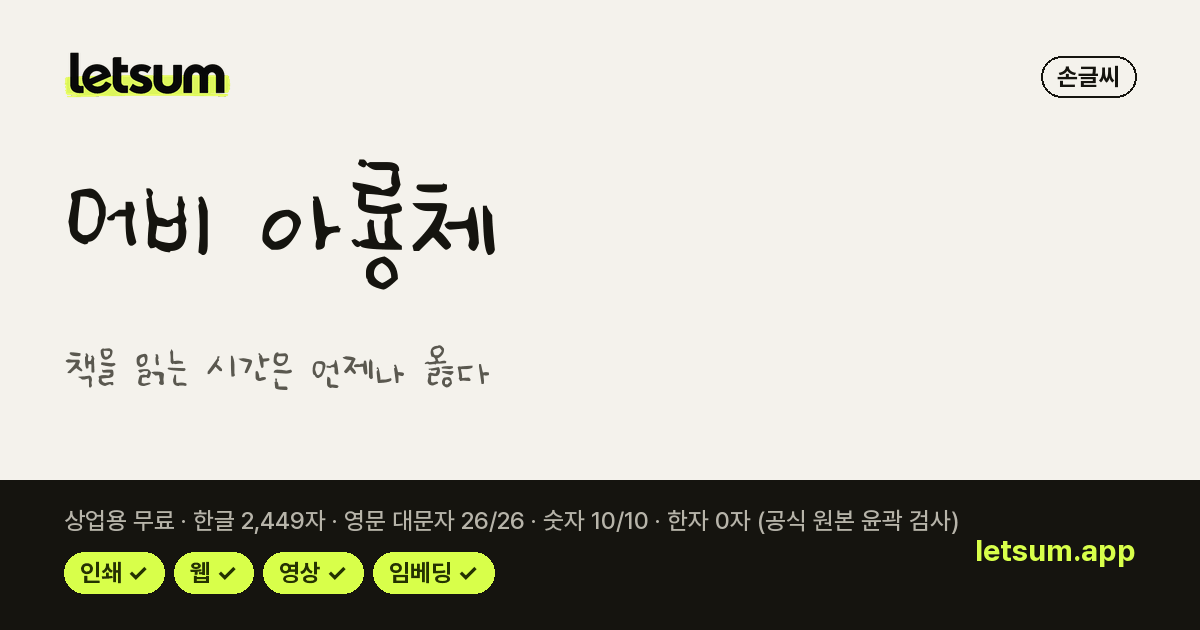 letsum
손글씨
머비 아룡체
책을 읽는 시간은 언제나 옳다
상업용 무료 · 한글 2,449자 · 영문 대문자 26/26 · 숫자 10/10 · 한자 0자 (공식 원본 윤곽 검사)
인쇄 ✓ 웹 ✓ 영상 ✓ 임베딩 ✓
letsum.app